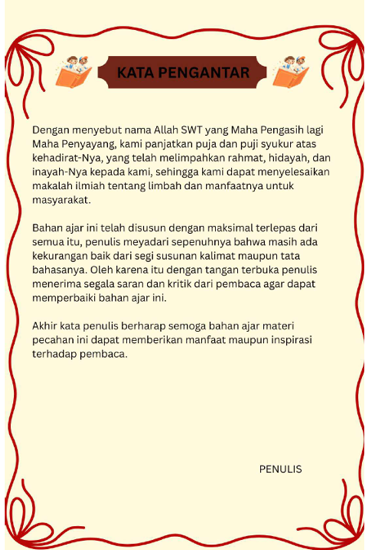 KATA PENGANTAR
Dengan menyebut nama Allah SWT yang Maha Pengasih lagi
Maha Penyayang, kami panjatkan puja dan puji syukur atas
kehadirat-Nya, yang telah melimpahkan rahmat, hidayah, dan
inayah-Nya kepada kami, sehingga kami dapat menyelesaikan
makalah ilmiah tentang limbah dan manfaatnya untuk
masyarakat.
Bahan ajar ini telah disusun dengan maksimal terlepas dari
semua itu, penulis meyadari sepenuhnya bahwa masih ada
kekurangan baik dari segi susunan kalimat maupun tata
bahasanya. Oleh karena itu dengan tangan terbuka penulis
menerima segala saran dan kritik dari pembaca agar dapat
memperbaiki bahan ajar ini.
Akhir kata penulis berharap semoga bahan ajar materi
pecahan ini dapat memberikan manfaat maupun inspirasi
terhadap pembaca.
PENULIS